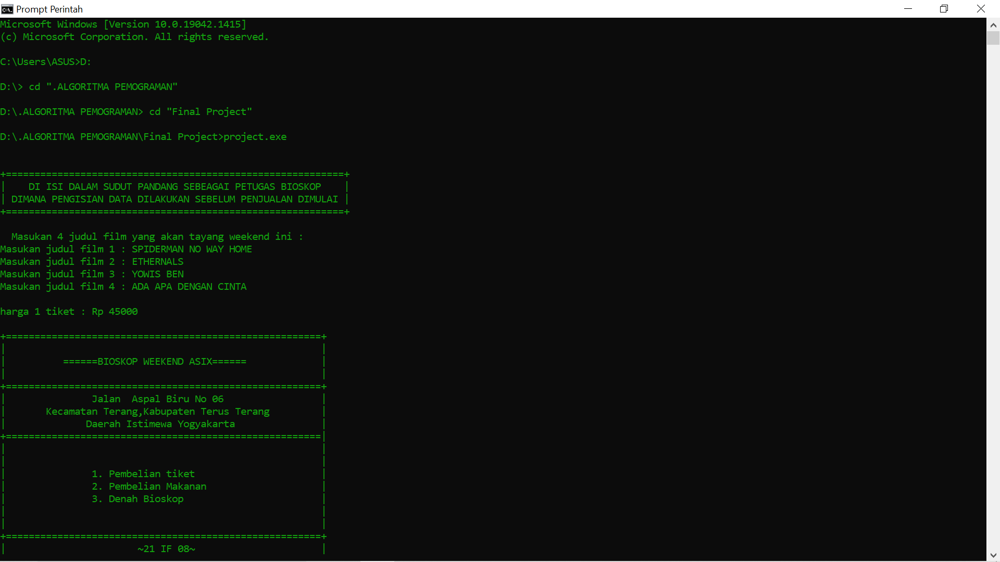 Prompt Perintah
Microsoft Windows [Version 10.0.19042.1415]
(c) Microsoft Corporation. All rights reserved.
C:\Users\ASUS>D:
D:\> cd ".ALGORITMA PEMOGRAMAN"
D:\.ALGORITMA PEMOGRAMAN> cd "Final Project"
D:\.ALGORITMA PEMOGRAMAN\Final Project>project.exe
+===========================================================+
|    DI ISI DALAM SUDUT PANDANG SEBEAGAI PETUGAS BIOSKOP    |
| DIMANA PENGISIAN DATA DILAKUKAN SEBELUM PENJUALAN DIMULAI |
+===========================================================+
  Masukan 4 judul film yang akan tayang weekend ini :
Masukan judul film 1 : SPIDERMAN NO WAY HOME
Masukan judul film 2 : ETHERNALS
Masukan judul film 3 : YOWIS BEN
Masukan judul film 4 : ADA APA DENGAN CINTA
harga 1 tiket : Rp 45000
+=======================================================+
|                                                       |
|          ======BIOSKOP WEEKEND ASIX======             |
|                                                       |
+=======================================================+
|               Jalan  Aspal Biru No 06                 |
|       Kecamatan Terang,Kabupaten Terus Terang         |
|              Daerah Istimewa Yogyakarta               |
+=======================================================|
|                                                       |
|                                                       |
|               1. Pembelian tiket                      |
|               2. Pembelian Makanan                    |
|               3. Denah Bioskop                        |
|                                                       |
|                                                       |
+=======================================================+
|                       ~21 IF 08~                      |